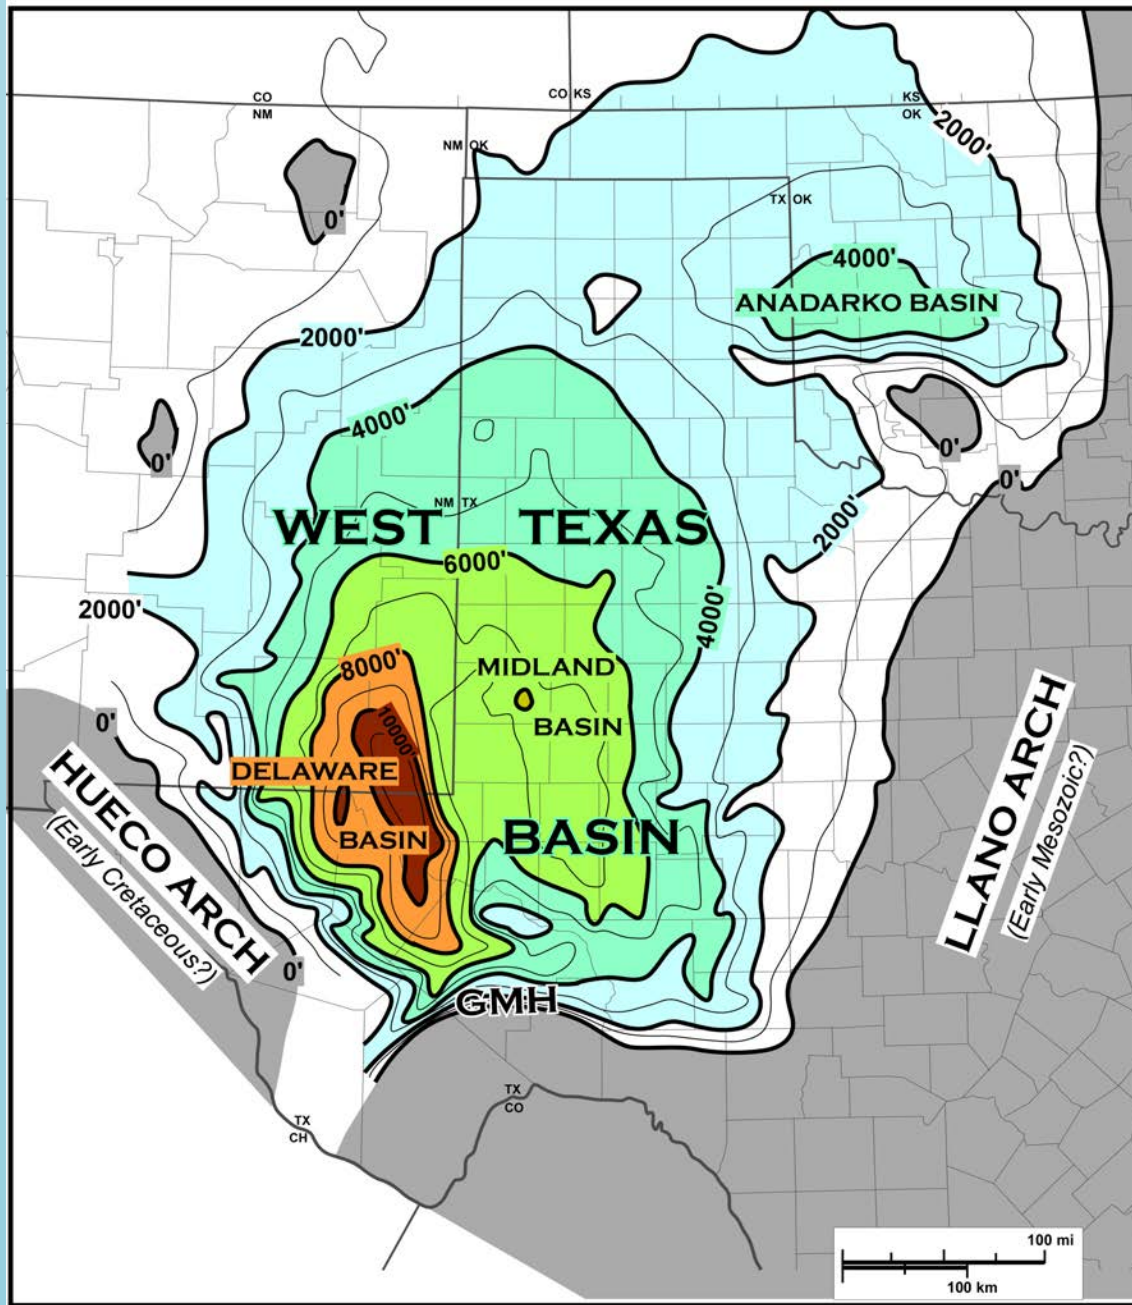 CO
NM
CO KS
KS
OK
2000'
NM OK
TX OK
0'
4000'
ANADARKO BASIN
2000'
4000'
0'
0'
0'
NM TX
WEST TEXAS
2000'
6000'
2000'
4000'
8000'
MIDLAND
BASIN
10000'
0'
DELAWARE
BASIN
BASIN
HUECO ARCH
(Early Cretaceous?)
LLANO ARCH
(Early Mesozoic?)
0'
GMH
TX
CO
TX
CH
100 mi
100 km